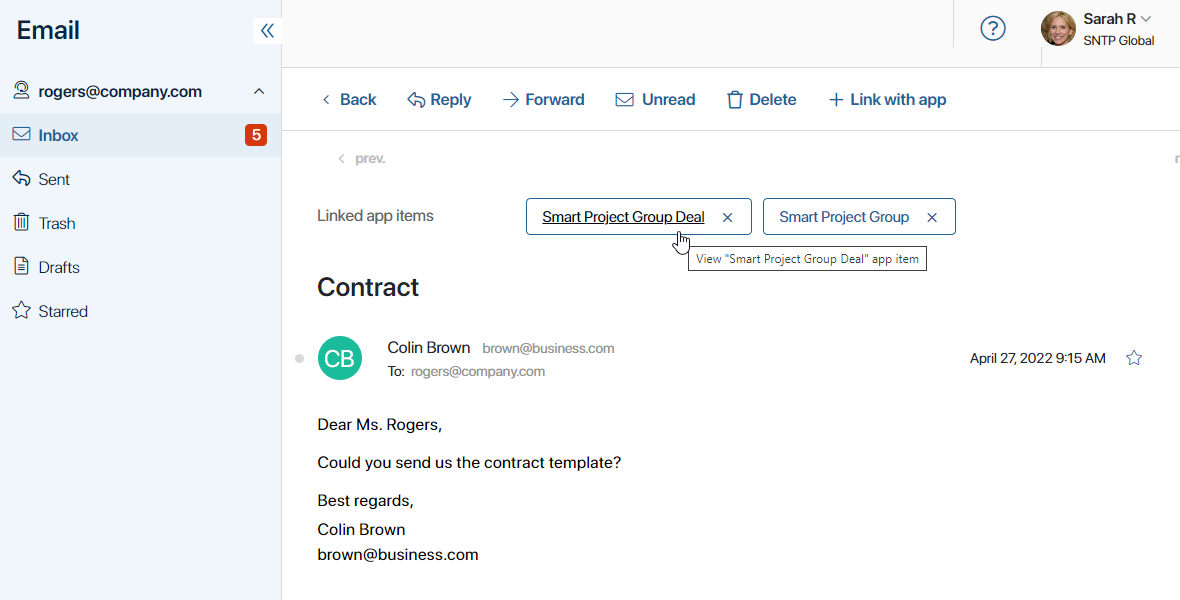 Email
Sarah R
SNTP Global
rogers@company.com
Inbox 5
Sent
Trash
Drafts
Starred
Back Reply Forward Unread Delete Link with app
prev.
Linked app items Smart Project Group Deal Smart Project Group
View "Smart Project Group Deal" app item
Contract
CB
Colin Brown brown@business.com
To: rogers@company.com
April 27, 2022 9:15 AM
Dear Ms. Rogers,
Could you send us the contract template?
Best regards,
Colin Brown
brown@business.com